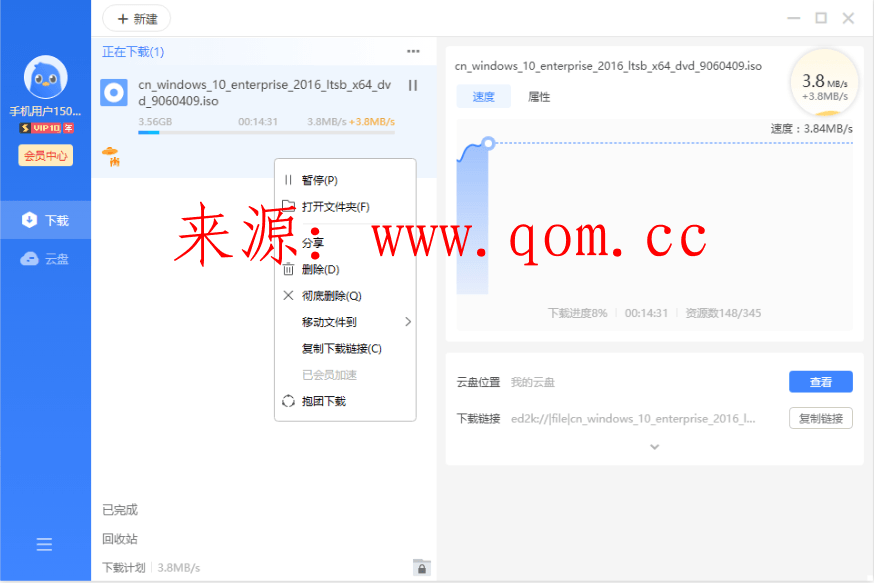 新建
正在下载(1)
cn_windows_10_enterprise_2016_ltsb_x64_dv
d_9060409.iso
3.56GB 00:14:31 3.8MB/s +3.8MB/s
手机用户150...
VIP10 年
会员中心
下载
云盘
暂停(P)
打开文件夹(F)
分享
删除(D)
彻底删除(Q)
移动文件到
复制下载链接(C)
已会员加速
抱团下载
来源: www.qom.cc
已完成
回收站
下载计划 3.8MB/s
cn_windows_10_enterprise_2016_ltsb_x64_dvd_9060409.iso
3.8 MB/s
+3.8MB/s
速度 属性
速度：3.84MB/s
下载进度8% 00:14:31 资源数148/345
云盘位置 我的云盘 查看
下载链接 ed2k://|file|cn_windows_10_enterprise_2016_l... 复制链接